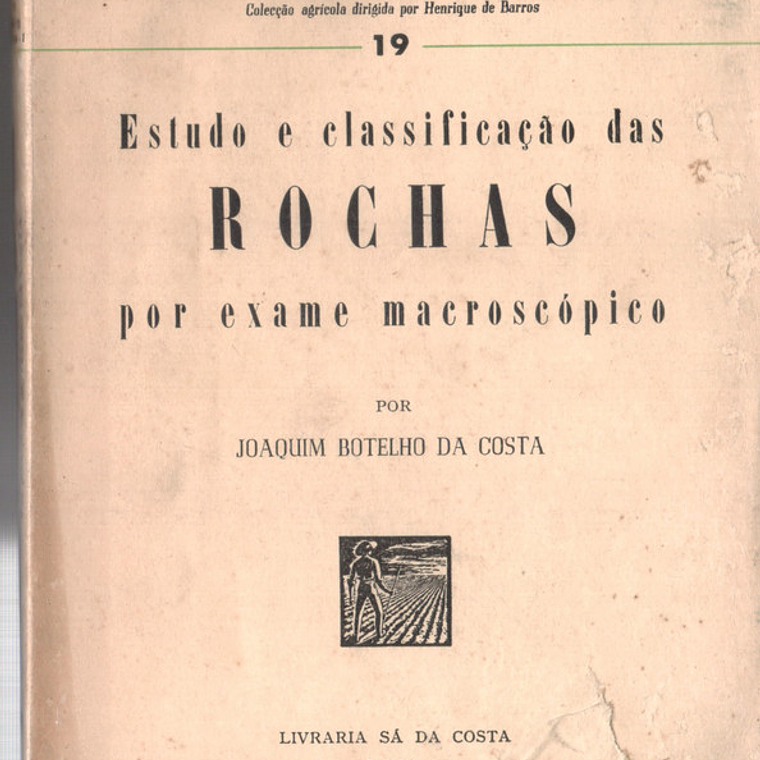 Colecção agrícola dirigida por Henrique de Barros
19
Estudo e classificação das
ROCHAS
por exame macroscópico
POR
JOAQUIM BOTELHO DA COSTA
LIVRARIA SÁ DA COSTA